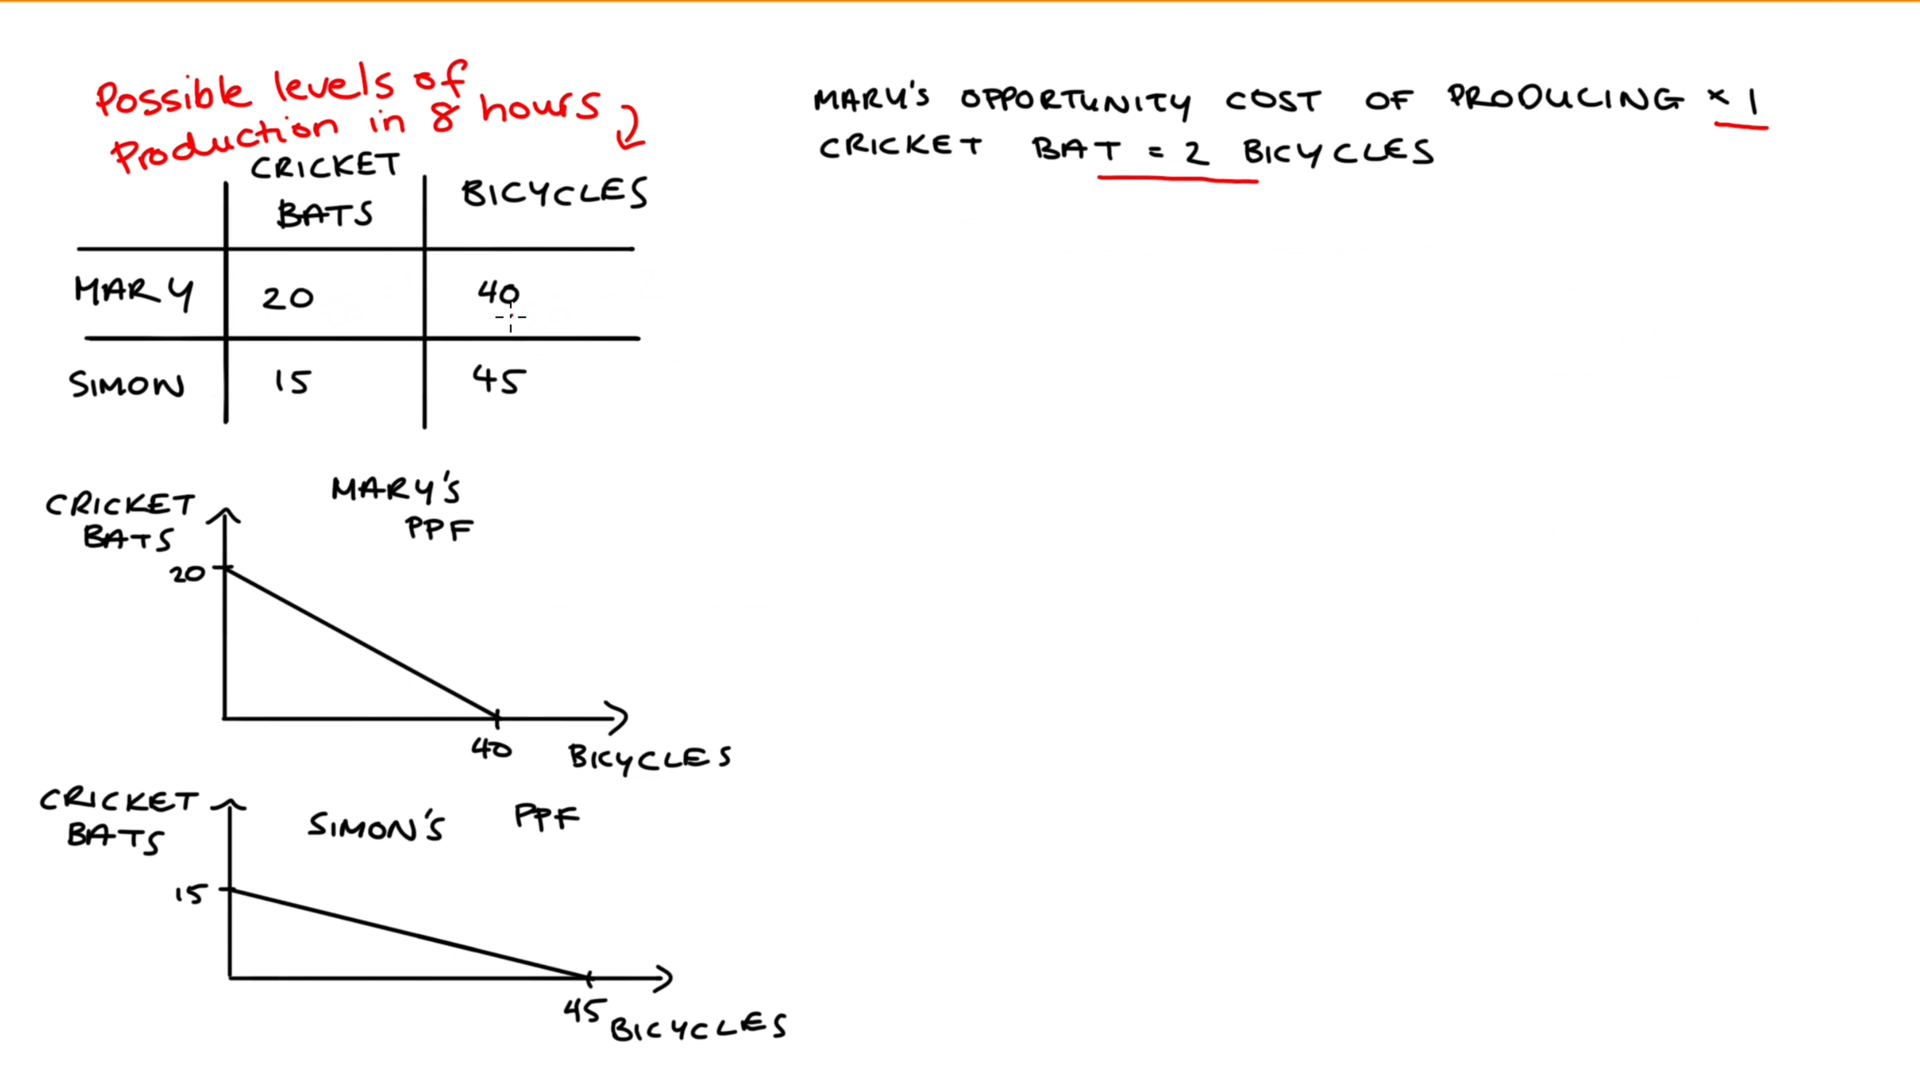 Possible levels of
Production in 8 hours
CRICKET
BATS
BICYCLES
MARY 20 40
SIMON 15 45
MARY'S OPPORTUNITY COST OF PRODUCING × 1
CRICKET BAT = 2 BICYCLES
MARY'S
PPF
CRICKET
BATS
20
40
BICYCLES
SIMON'S PPF
CRICKET
BATS
15
45
BICYCLES